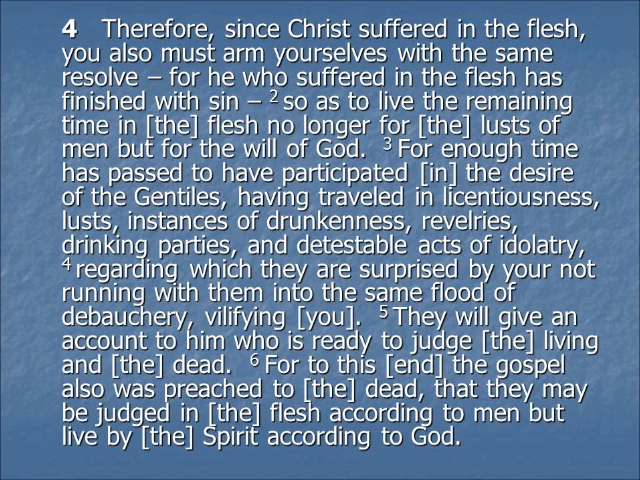 4 Therefore, since Christ suffered in the flesh,
you also must arm yourselves with the same
resolve – for he who suffered in the flesh has
finished with sin – 2 so as to live the remaining
time in [the] flesh no longer for [the] lusts of
men but for the will of God. 3 For enough time
has passed to have participated [in] the desire
of the Gentiles, having traveled in licentiousness,
lusts, instances of drunkenness, revelries,
drinking parties, and detestable acts of idolatry,
4 regarding which they are surprised by your not
running with them into the same flood of
debauchery, vilifying [you]. 5 They will give an
account to him who is ready to judge [the] living
and [the] dead. 6 For to this [end] the gospel
also was preached to [the] dead, that they may
be judged in [the] flesh according to men but
live by [the] Spirit according to God.